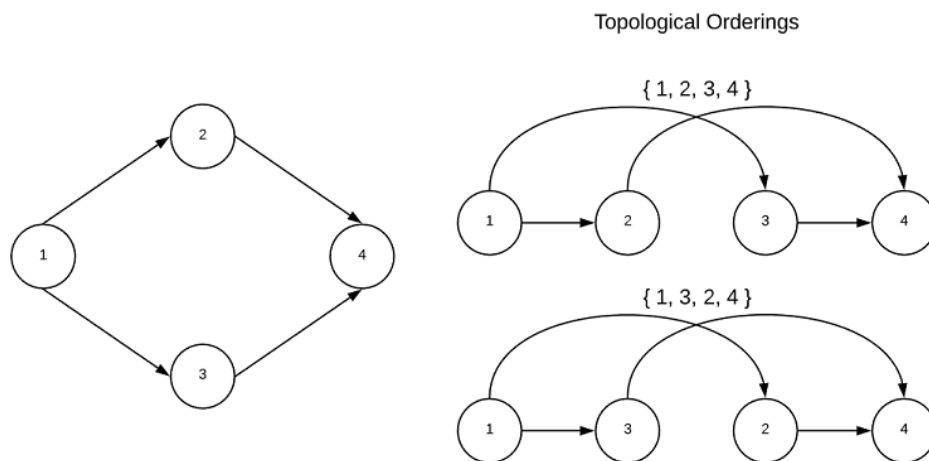 Topological Orderings
2
1
4
3
{ 1, 2, 3, 4 }
1 2 3 4
{ 1, 3, 2, 4 }
1 3 2 4